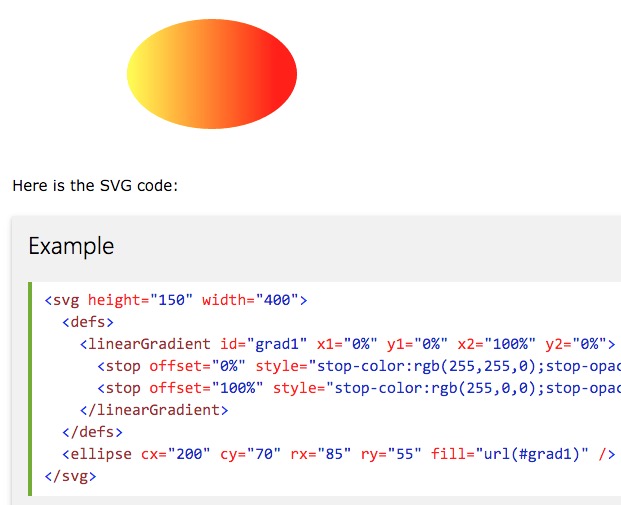 Here is the SVG code:
Example
<svg height="150" width="400">
<defs>
<linearGradient id="grad1" x1="0%" y1="0%" x2="100%" y2="0%">
<stop offset="0%" style="stop-color:rgb(255,255,0);stop-opac
<stop offset="100%" style="stop-color:rgb(255,0,0);stop-opac
</linearGradient>
</defs>
<ellipse cx="200" cy="70" rx="85" ry="55" fill="url(#grad1)" />
</svg>